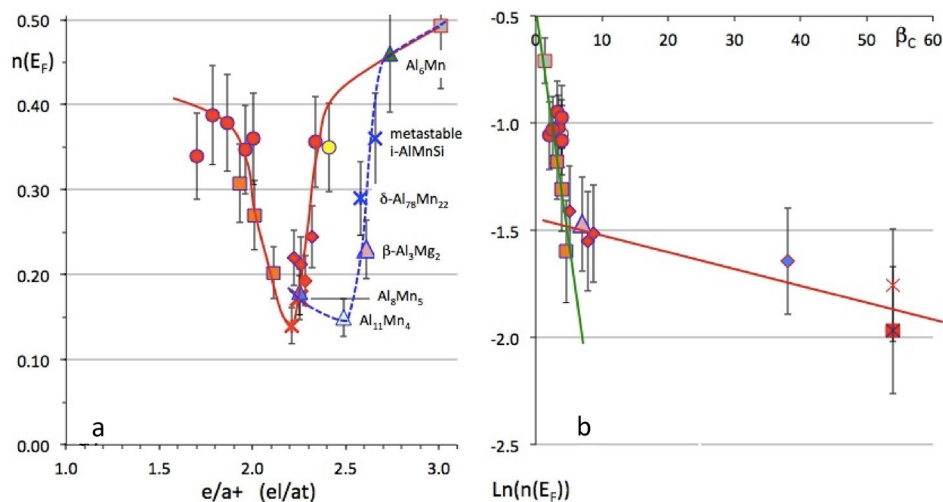 0.50
n(E_F)
0.40
0.30
0.20
0.10
0.00
Al₆Mn
metastable
i-AlMnSi
δ-Al₇₈Mn₂₂
β-Al₃Mg₂
Al₈Mn₅
Al₁₁Mn₄
a
1.0 1.5 2.0 2.5 3.0
e/a+ (el/at)
-0.5
0 10 20 30 40 50 60
β_C
-1.0
-1.5
-2.0
-2.5
b
Ln(n(E_F))